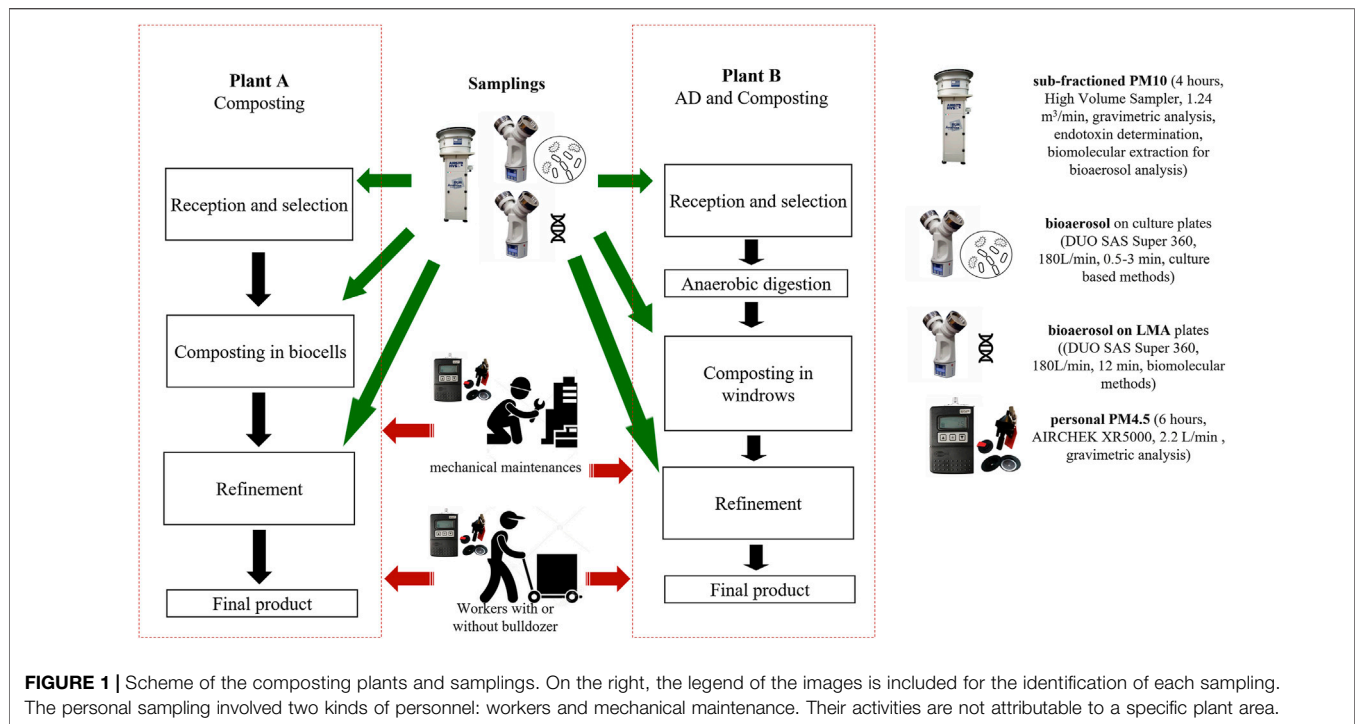 Plant A
Composting
Reception and selection
Composting in biocells
Refinement
Final product
Samplings
mechanical maintenances
Workers with or
without bulldozer
Plant B
AD and Composting
Reception and selection
Anaerobic digestion
Composting in
windrows
Refinement
Final product
sub-fractioned PM10 (4 hours,
High Volume Sampler, 1.24
m³/min, gravimetric analysis,
endotoxin determination,
biomolecular extraction for
bioaerosol analysis)
bioaerosol on culture plates
(DUO SAS Super 360,
180L/min, 0.5-3 min, culture
based methods)
bioaerosol on LMA plates
((DUO SAS Super 360,
180L/min, 12 min, biomolecular
methods)
personal PM4.5 (6 hours,
AIRCHEK XR5000, 2.2 L/min ,
gravimetric analysis)
FIGURE 1 | Scheme of the composting plants and samplings. On the right, the legend of the images is included for the identification of each sampling.
The personal sampling involved two kinds of personnel: workers and mechanical maintenance. Their activities are not attributable to a specific plant area.